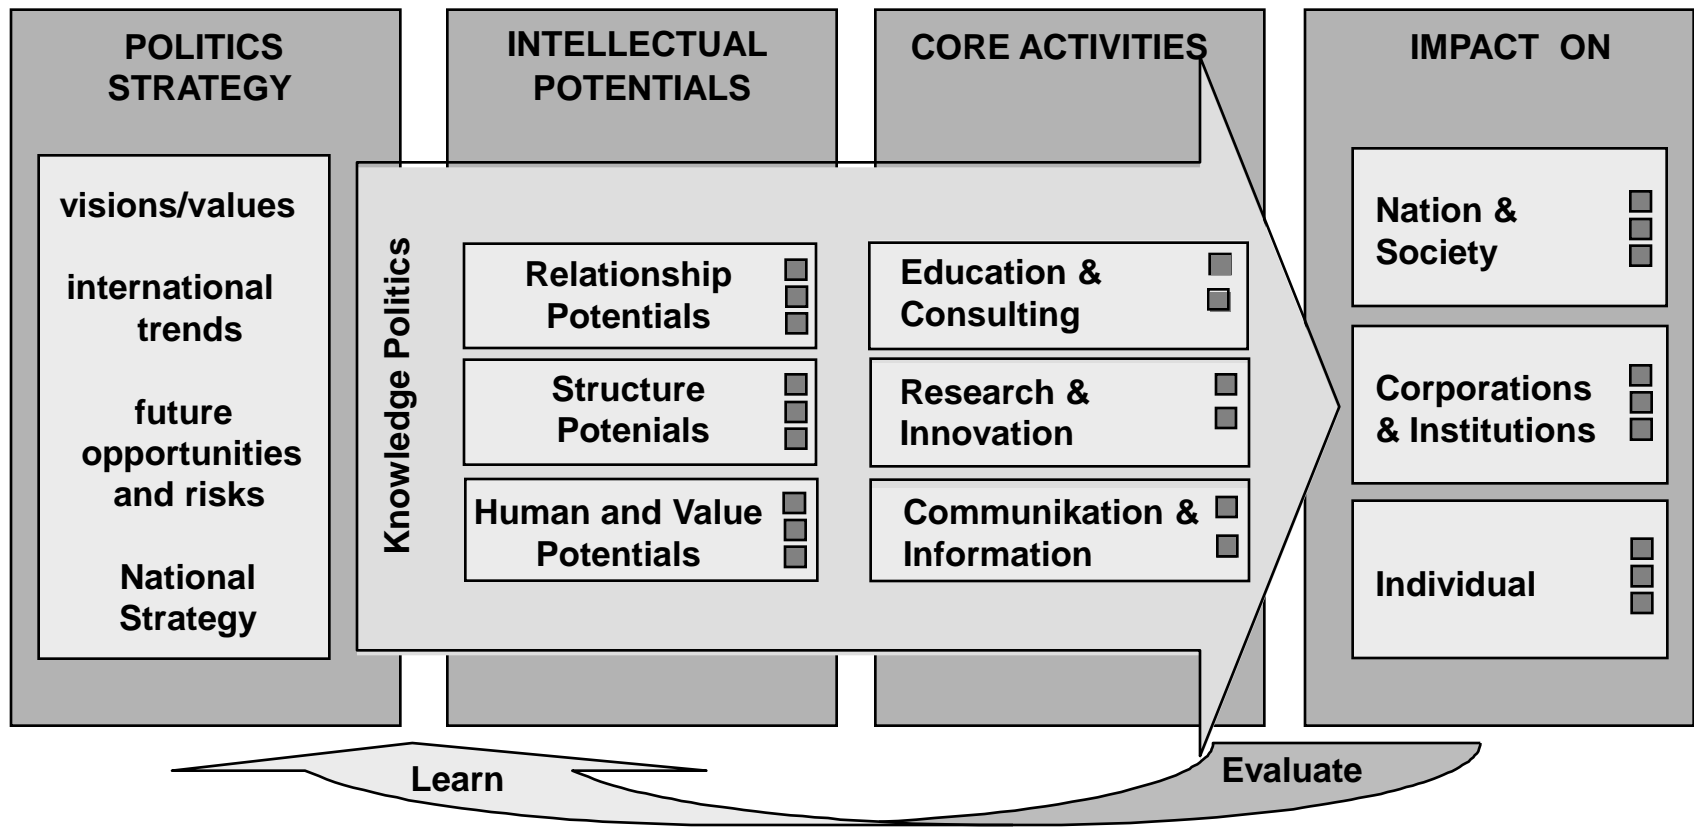 POLITICS
STRATEGY
visions/values
international
trends
future
opportunities
and risks
National
Strategy
Knowledge Politics
INTELLECTUAL
POTENTIALS
Relationship
Potentials
Structure
Potenials
Human and Value
Potentials
CORE ACTIVITIES
Education &
Consulting
Research &
Innovation
Communikation &
Information
IMPACT ON
Nation &
Society
Corporations
& Institutions
Individual
Learn
Evaluate